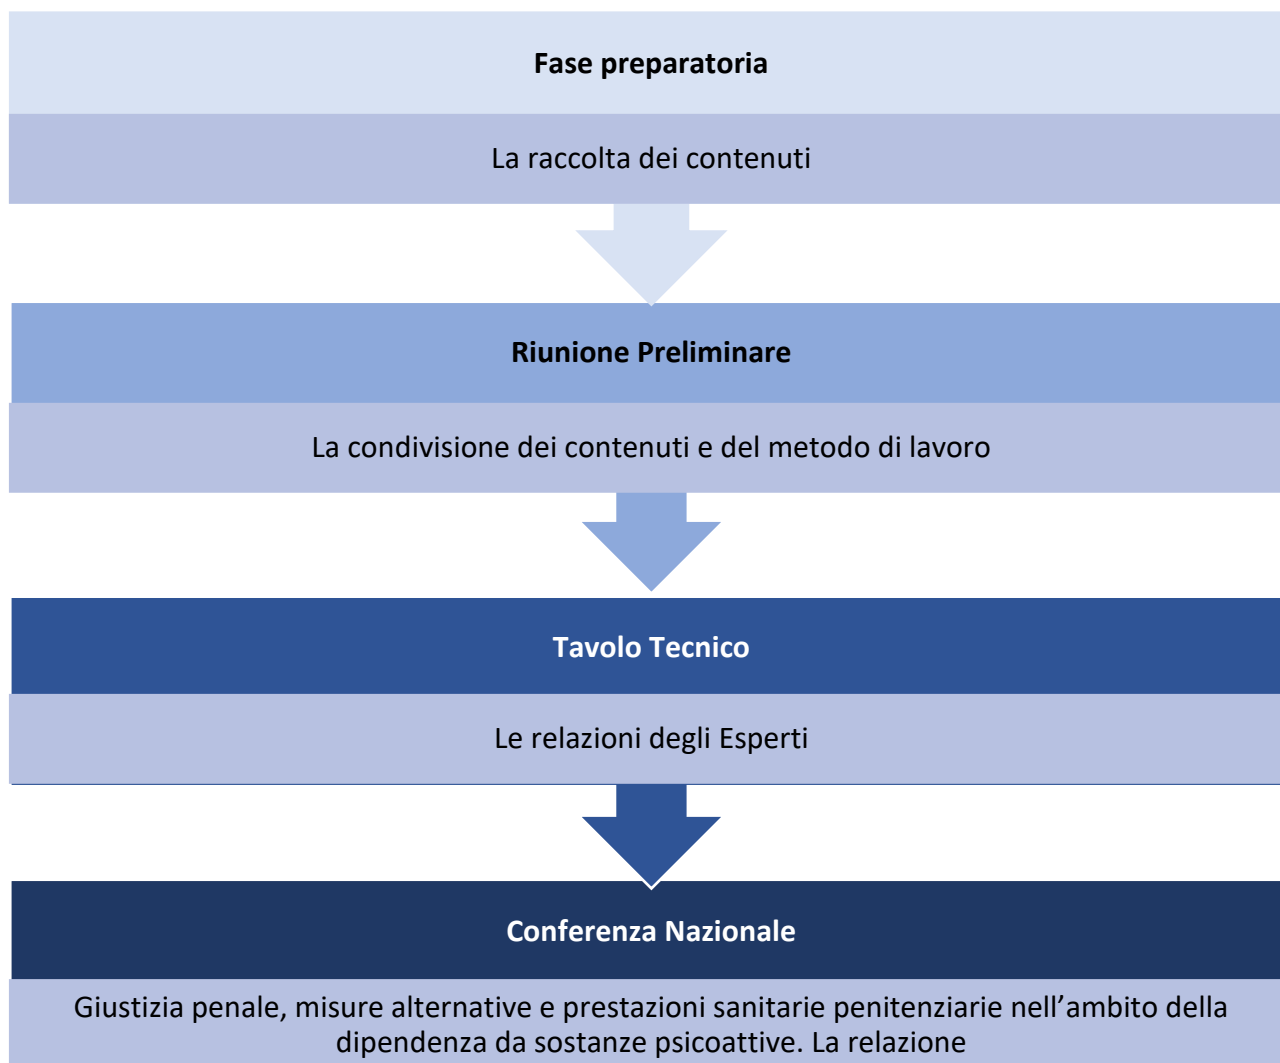 Fase preparatoria
La raccolta dei contenuti
Riunione Preliminare
La condivisione dei contenuti e del metodo di lavoro
Tavolo Tecnico
Le relazioni degli Esperti
Conferenza Nazionale
Giustizia penale, misure alternative e prestazioni sanitarie penitenziarie nell’ambito della
dipendenza da sostanze psicoattive. La relazione